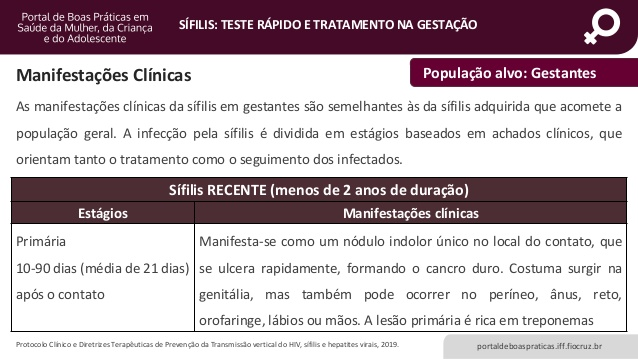 Portal de Boas Práticas em
Saúde da Mulher, da Criança
e do Adolescente
SÍFILIS: TESTE RÁPIDO E TRATAMENTO NA GESTAÇÃO
Manifestações Clínicas
População alvo: Gestantes
As manifestações clínicas da sífilis em gestantes são semelhantes às da sífilis adquirida que acomete a
população geral. A infecção pela sífilis é dividida em estágios baseados em achados clínicos, que
orientam tanto o tratamento como o seguimento dos infectados.
Sífilis RECENTE (menos de 2 anos de duração)
Estágios
Manifestações clínicas
Primária
10-90 dias (média de 21 dias)
após o contato
Manifesta-se como um nódulo indolor único no local do contato, que
se ulcera rapidamente, formando o cancro duro. Costuma surgir na
genitália, mas também pode ocorrer no períneo, ânus, reto,
orofaringe, lábios ou mãos. A lesão primária é rica em treponemas
Protocolo Clínico e Diretrizes Terapêuticas de Prevenção da Transmissão vertical do HIV, sífilis e hepatites virais, 2019.
portaldeboaspraticas.iff.fiocruz.br